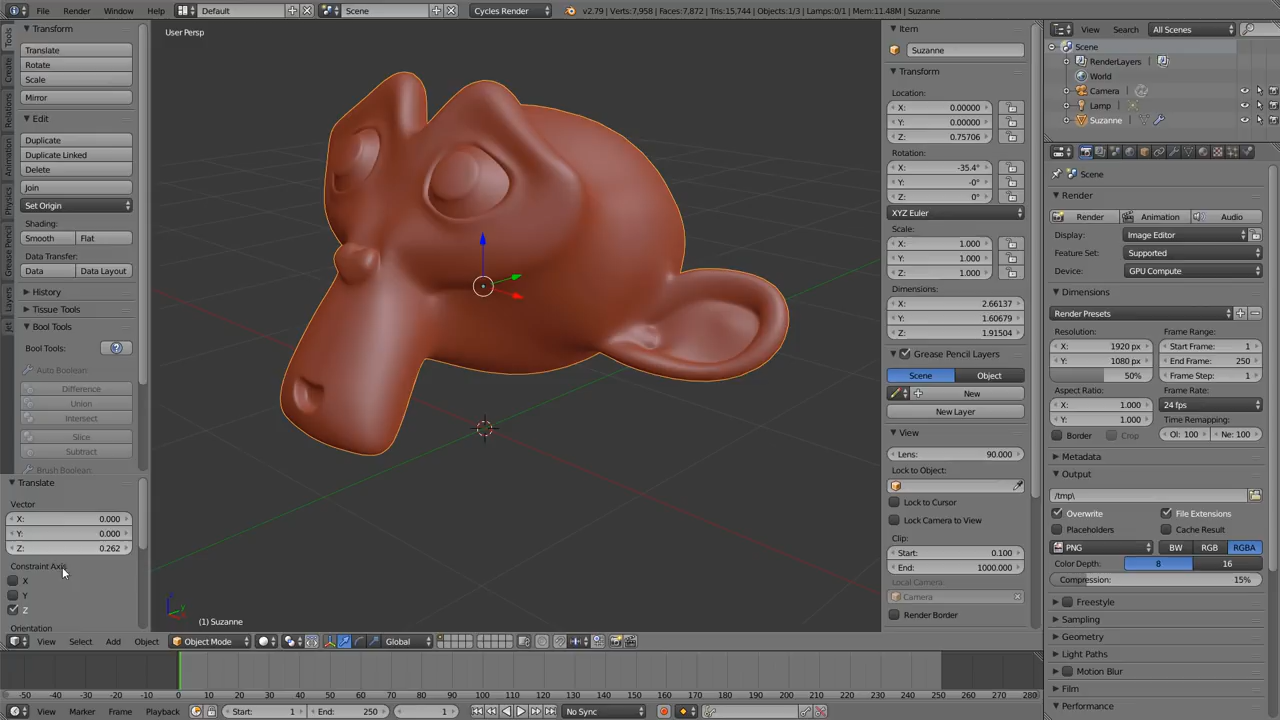 File Render Window Help Default Scene Cycles Render v2.79 | Verts:7,958 | Faces:7,872 | Tris:15,744 | Objects:1/3 | Lamps:0/1 | Mem:11.48M | Suzanne
Tools
Create
Relations
Animation
Physics
Grease Pencil
Layers
Transform
Translate
Rotate
Scale
Mirror
Edit
Duplicate
Duplicate Linked
Delete
Join
Set Origin
Shading:
Smooth Flat
Data Transfer:
Data Data Layout
History
Tissue Tools
Bool Tools
Bool Tools:
Auto Boolean:
Difference
Union
Intersect
Slice
Subtract
Brush Boolean:
Translate
Vector
X: 0.000
Y: 0.000
Z: 0.262
Constraint Axis
X
Y
Z
Orientation
User Persp
(1) Suzanne
Item
Suzanne
Transform
Location:
X: 0.00000
Y: 0.00000
Z: 0.75706
Rotation:
X: -35.4°
Y: -0°
Z: 0°
XYZ Euler
Scale:
X: 1.000
Y: 1.000
Z: 1.000
Dimensions:
X: 2.66137
Y: 1.60679
Z: 1.91504
Grease Pencil Layers
Scene Object
New
New Layer
View
Lens: 90.000
Lock to Object:
Lock to Cursor
Lock Camera to View
Clip:
Start: 0.100
End: 1000.000
Local Camera:
Camera
Render Border
View Search All Scenes
Scene
RenderLayers
World
Camera
Lamp
Suzanne
Scene
Render
Render Animation Audio
Display: Image Editor
Feature Set: Supported
Device: GPU Compute
Dimensions
Render Presets
Resolution: Frame Range:
X: 1920 px Start Frame: 1
Y: 1080 px End Frame: 250
50% Frame Step: 1
Aspect Ratio: Frame Rate:
X: 1.000 24 fps
Y: 1.000 Time Remapping:
Border Crop Ol: 100 Ne: 100
Metadata
Output
/tmp\
Overwrite File Extensions
Placeholders Cache Result
PNG BW RGB RGBA
Color Depth: 8 16
Compression: 15%
Freestyle
Sampling
Geometry
Light Paths
Motion Blur
Film
Performance
View Select Add Object Object Mode Global
-50 -40 -30 -20 -10 0 10 20 30 40 50 60 70 80 90 100 110 120 130 140 150 160 170 180 190 200 210 220 230 240 250 260 270 280
View Marker Frame Playback Start: 1 End: 250 1 No Sync